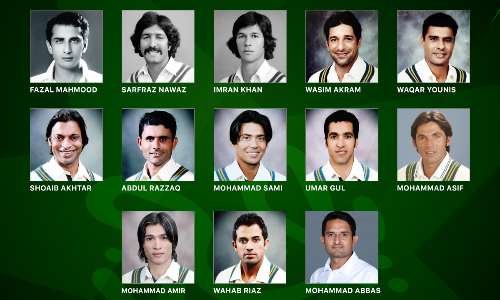 FAZAL MAHMOOD
SARFRAZ NAWAZ
IMRAN KHAN
WASIM AKRAM
WAQAR YOUNIS
SHOAIB AKHTAR
ABDUL RAZZAQ
MOHAMMAD SAMI
UMAR GUL
MOHAMMAD ASIF
MOHAMMAD AMIR
WAHAB RIAZ
MOHAMMAD ABBAS